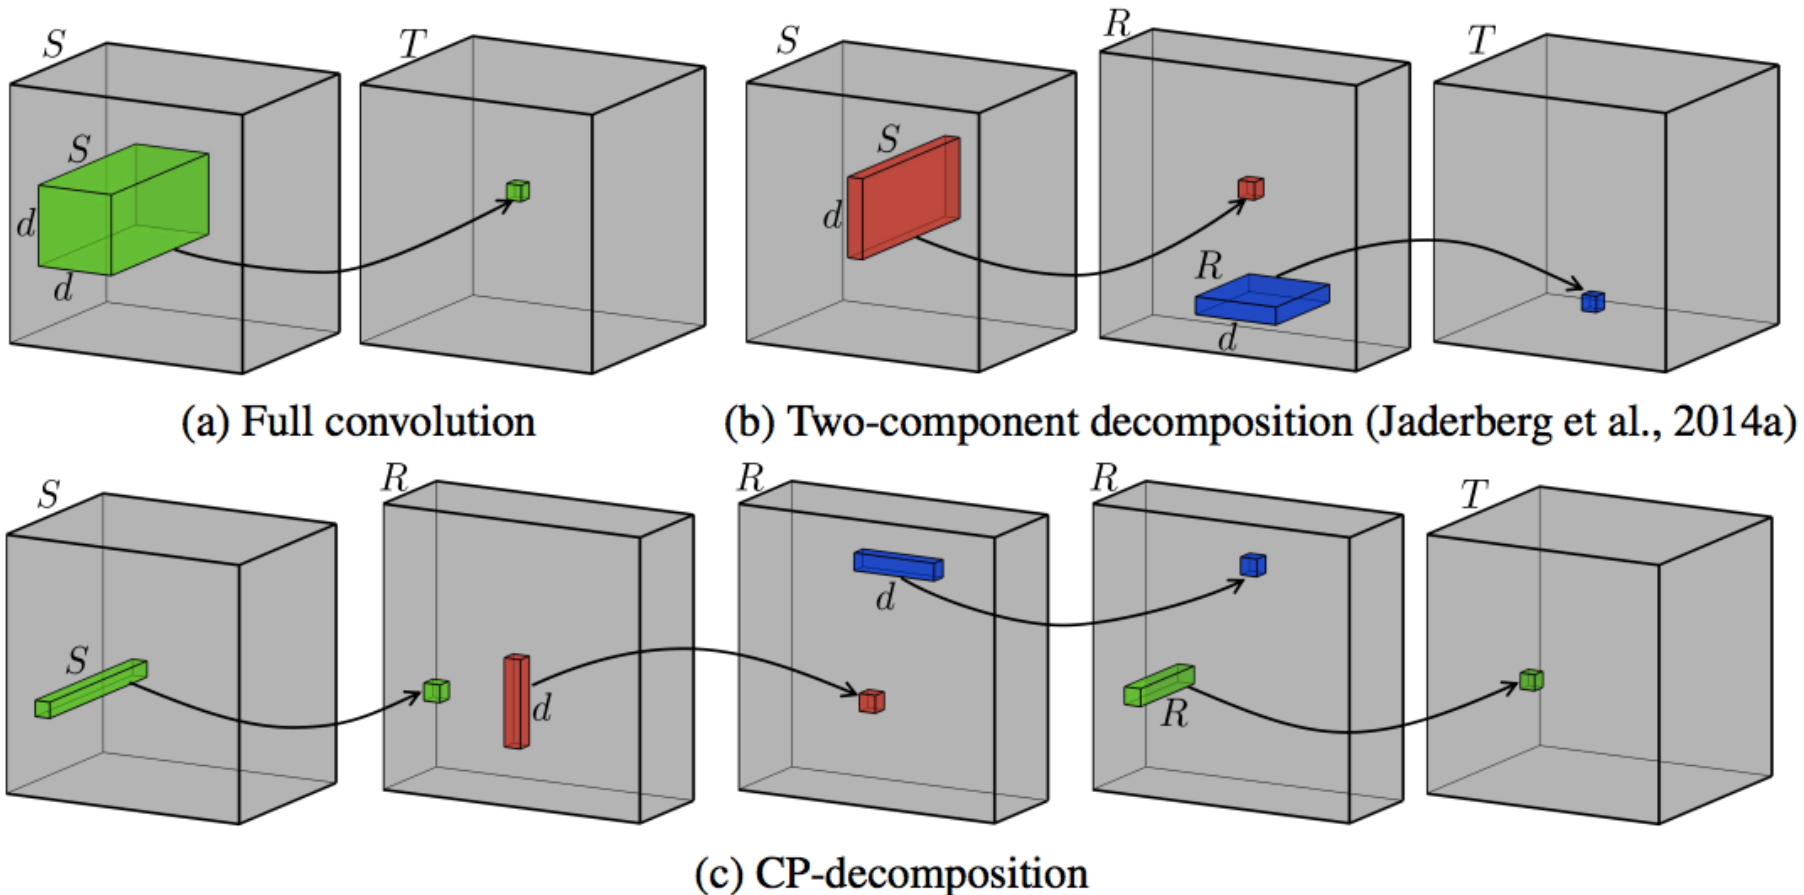 S
T
S
R
T
S
d
d
S
d
R
d
(a) Full convolution
(b) Two-component decomposition (Jaderberg et al., 2014a)
S
R
R
R
T
S
d
d
R
(c) CP-decomposition